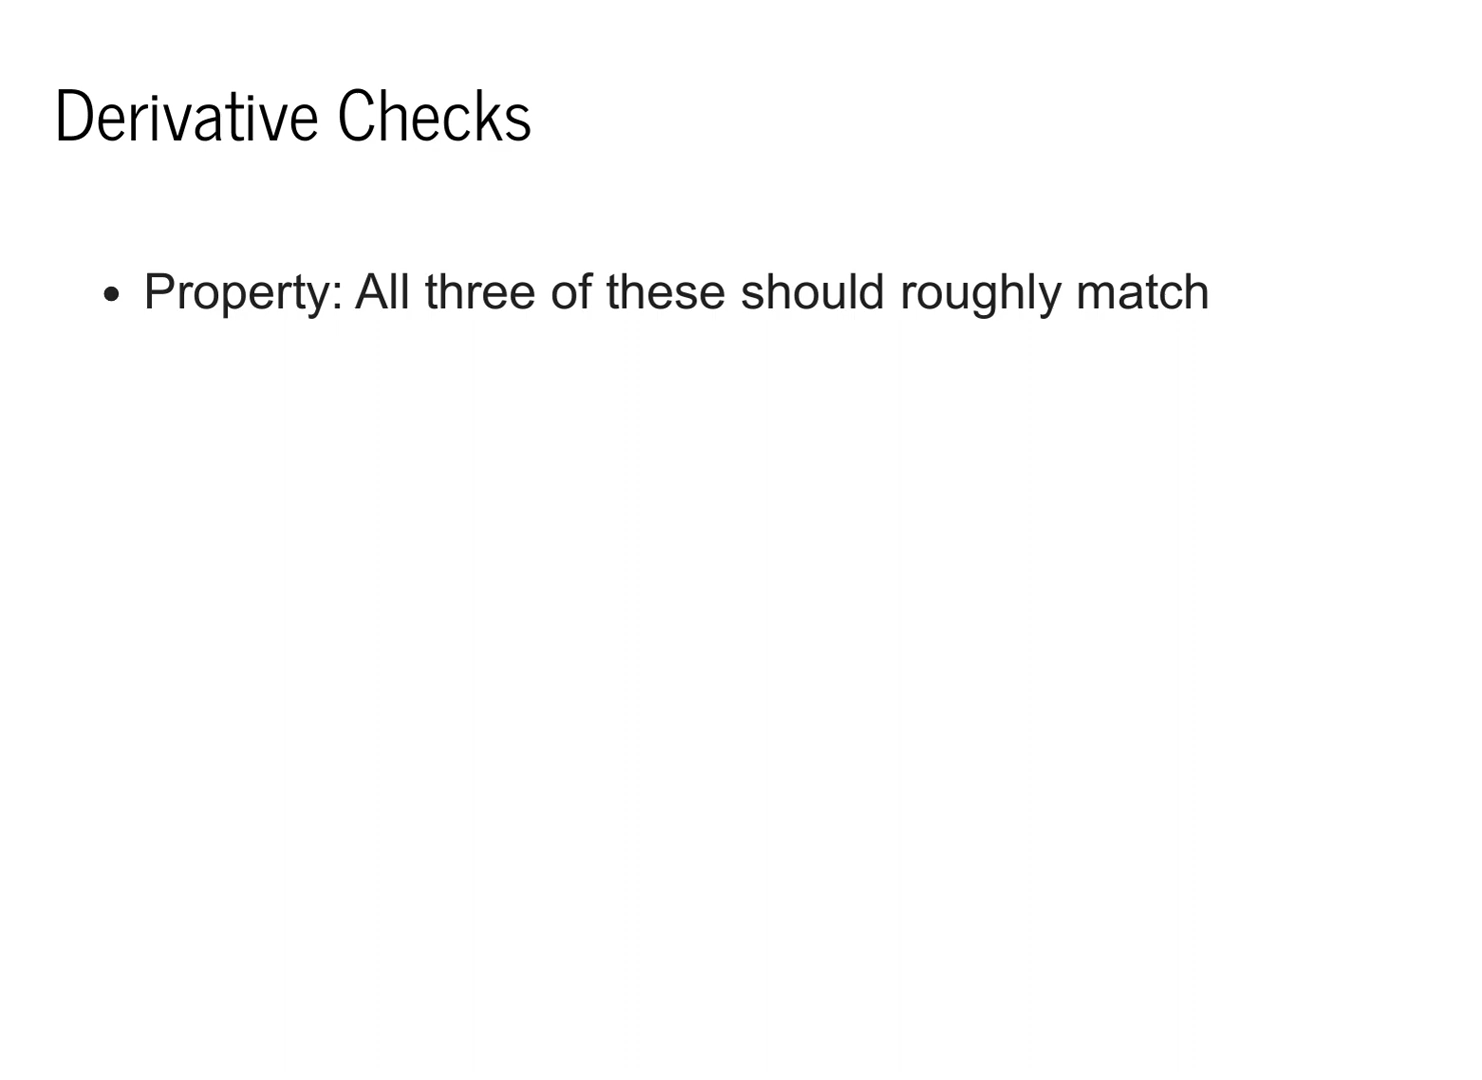 Derivative Checks
• Property: All three of these should roughly match